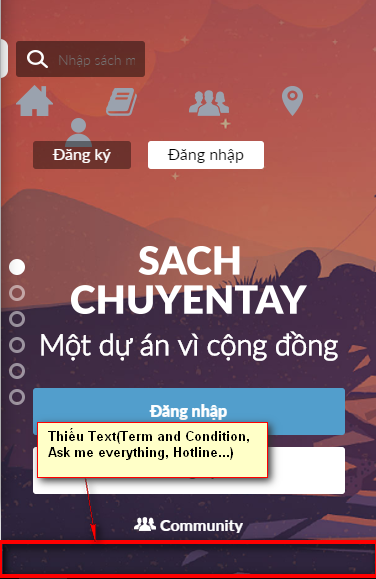 Nhập sách m
Đăng ký
Đăng nhập
SACH
CHUYENTAY
Một dự án vì cộng đồng
Đăng nhập
Thiếu Text(Term and Condition,
Ask me everything, Hotline...)
Community